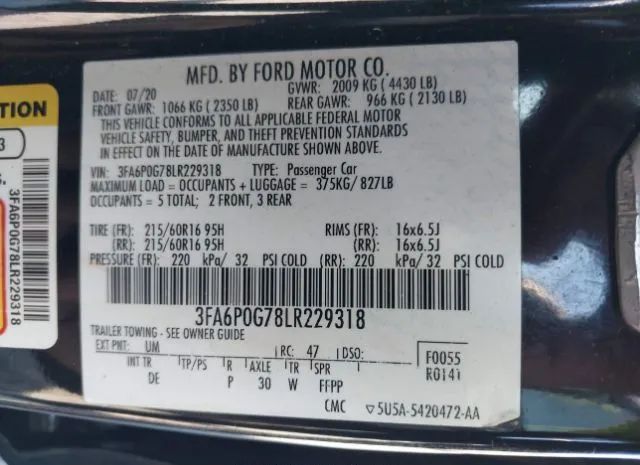 MFD. BY FORD MOTOR CO.
DATE: 07/20 GVWR: 2009 KG ( 4430 LB)
FRONT GAWR: 1066 KG ( 2350 LB) REAR GAWR: 966 KG ( 2130 LB)
THIS VEHICLE CONFORMS TO ALL APPLICABLE FEDERAL MOTOR
VEHICLE SAFETY, BUMPER, AND THEFT PREVENTION STANDARDS
IN EFFECT ON THE DATE OF MANUFACTURE SHOWN ABOVE.
VIN: 3FA6P0G78LR229318 TYPE: Passenger Car
MAXIMUM LOAD = OCCUPANTS + LUGGAGE = 375KG/ 827LB
OCCUPANTS = 5 TOTAL; 2 FRONT, 3 REAR
TIRE (FR): 215/60R16 95H RIMS (FR): 16x6.5J
(RR): 215/60R16 95H (RR): 16x6.5J
PRESSURE (FR): 220 kPa/ 32 PSI COLD (RR): 220 kPa/ 32 PSI COLD
3FA6P0G78LR229318
TRAILER TOWING - SEE OWNER GUIDE
EXT PNT: UM RC: 47 DSO: F0055
INT TR TP/PS R AXLE TR SPR R0141
DE P 30 W FFPP
CMC ▽5U5A-5420472-AA
TION
3
G.
3FA6P0G78LR229318